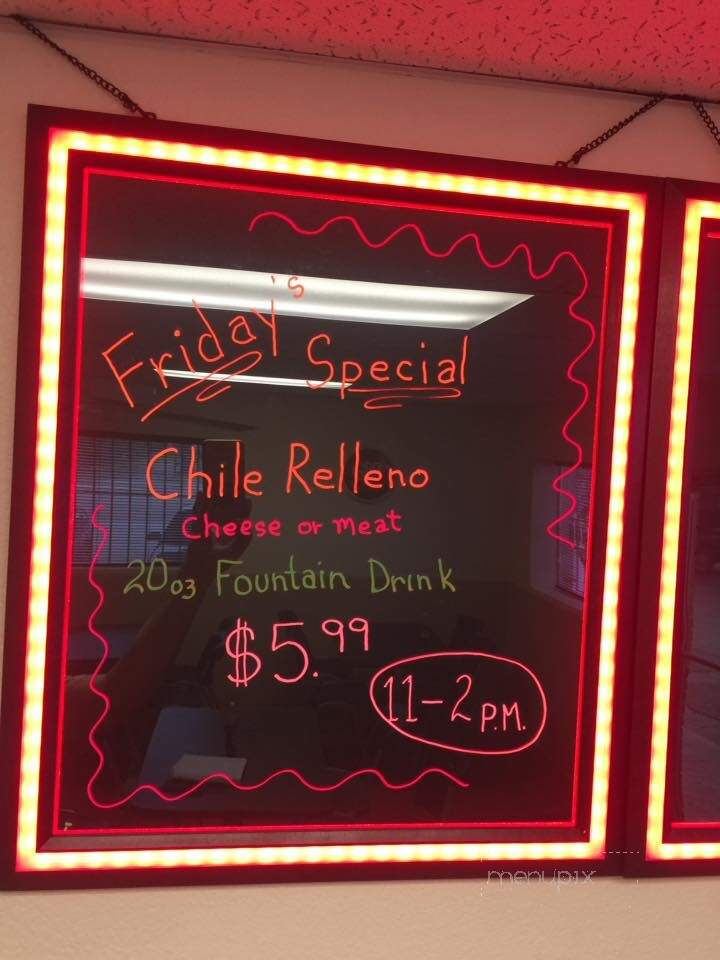 Friday's Special
Chile Relleno
Cheese or meat
20oz Fountain Drink
$5.99
11-2 P.M.
menupix